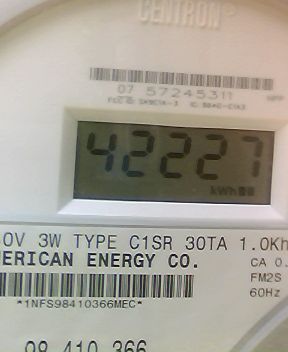 CENTRON®
07 57245311
42227
kWh
0V 3W TYPE C1SR 30TA 1.0Kh
ERICAN ENERGY CO.
CA 0.
FM2S
60Hz
*1NFS98410366MEC*
98 410 366